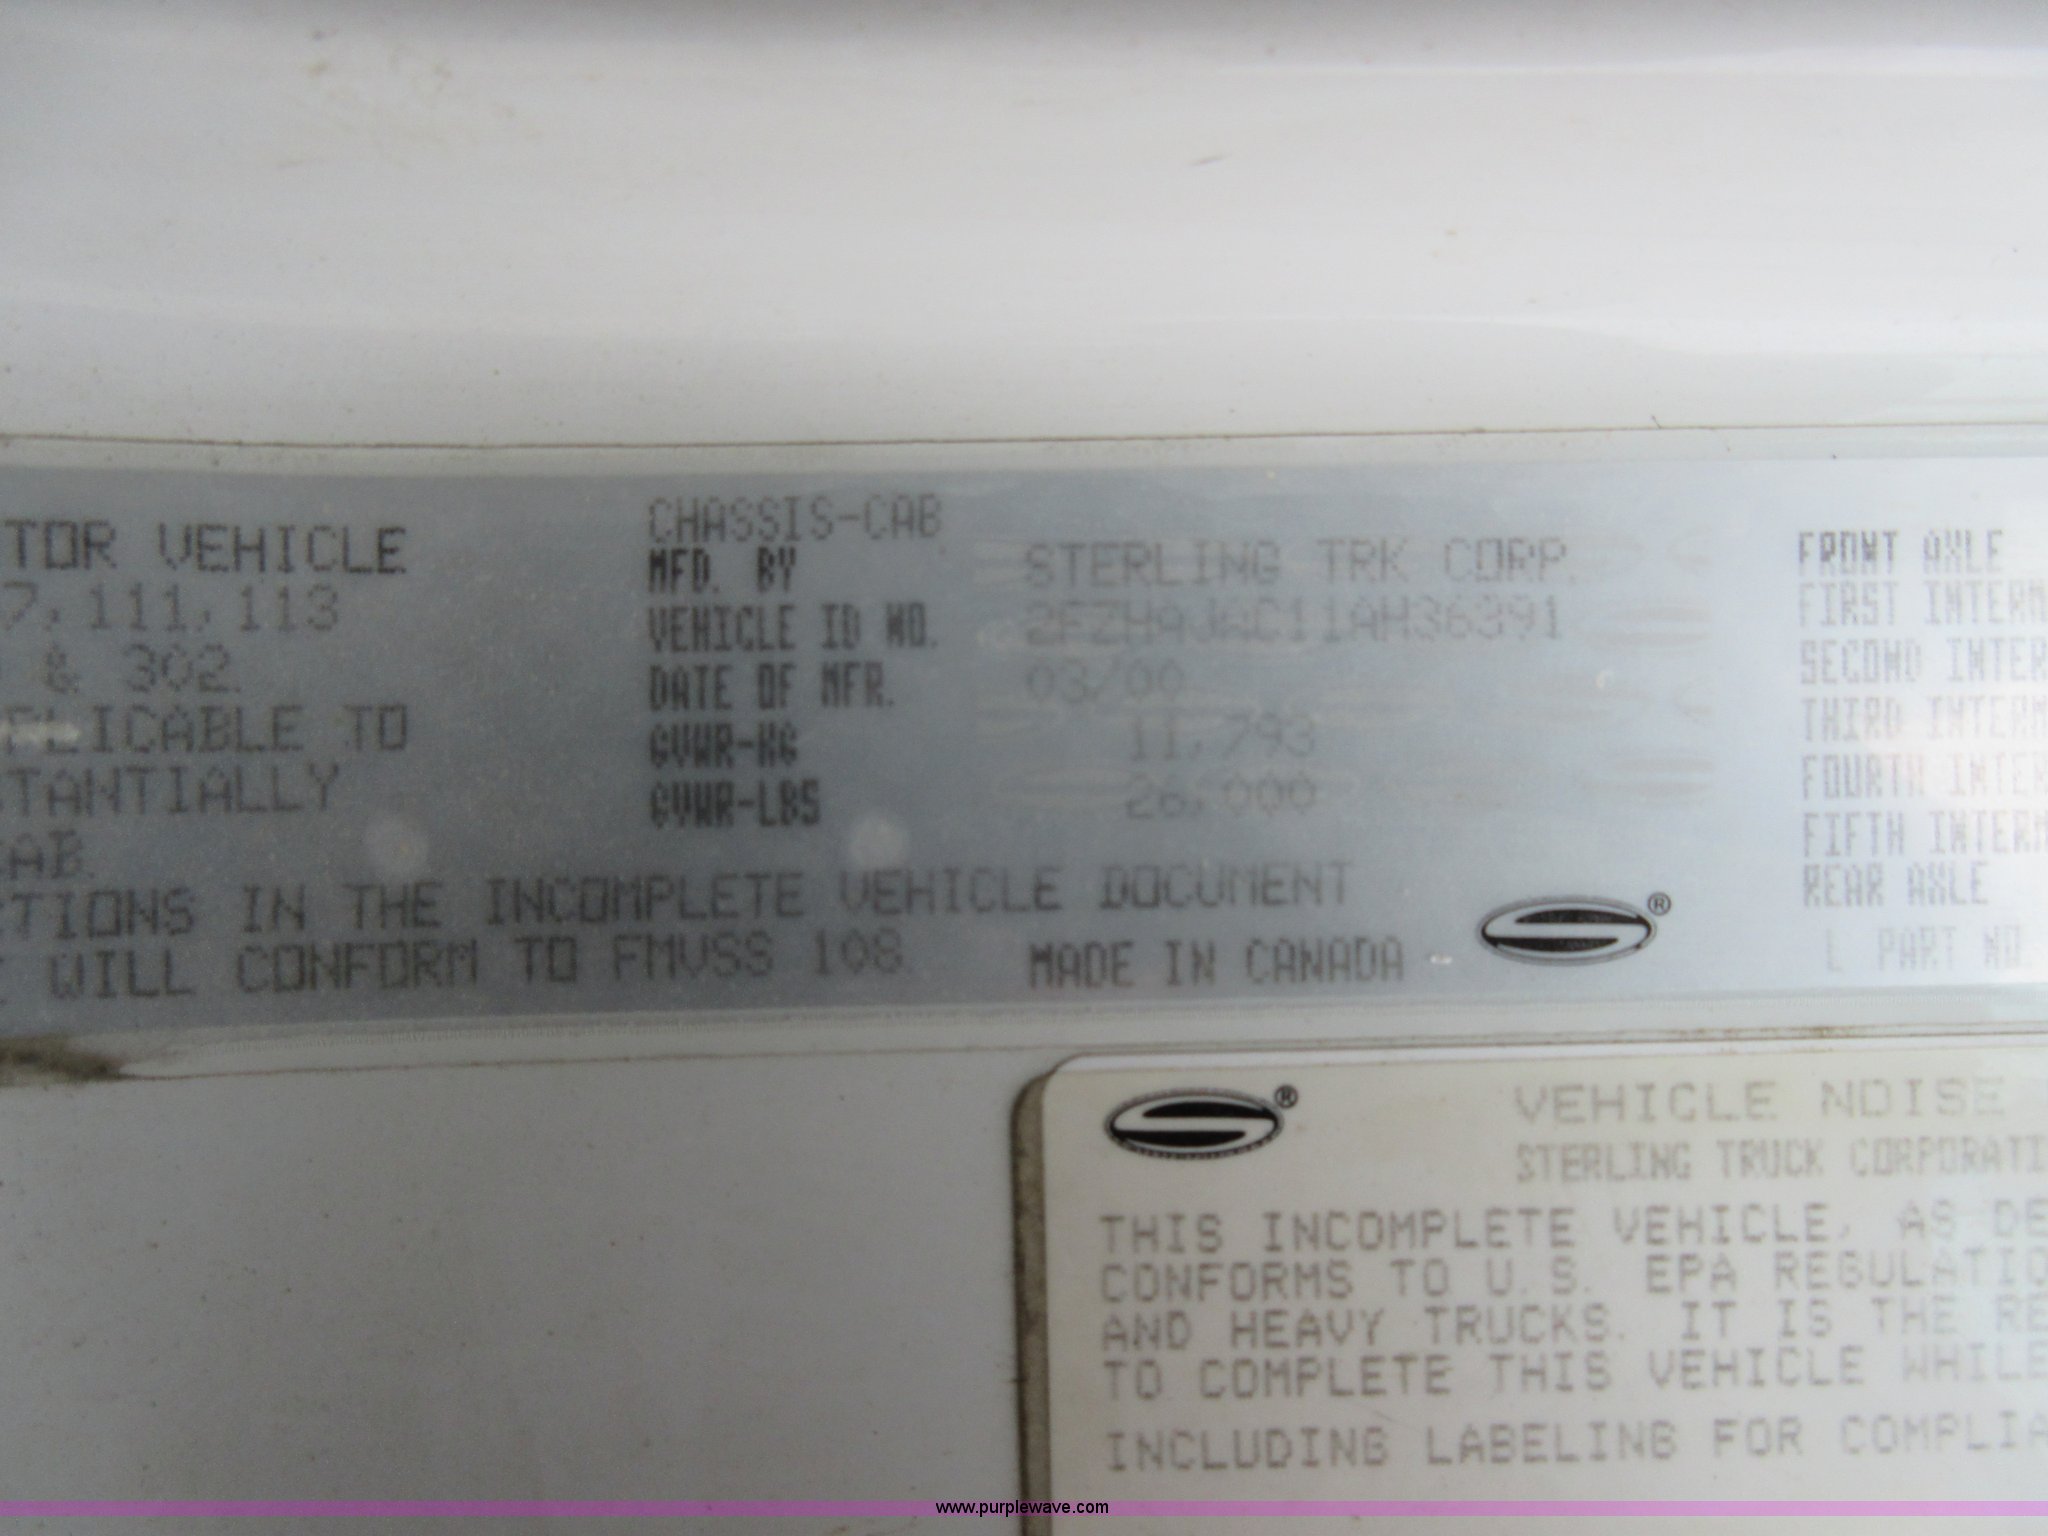 TOR VEHICLE
7, 111, 113
& 302.
PLICABLE TO
STANTIALLY
CAB.
CTIONS IN THE INCOMPLETE VEHICLE DOCUMENT
WILL CONFORM TO FMVSS 108.
CHASSIS-CAB
MFD. BY STERLING TRK CORP.
VEHICLE ID NO. 2FZHAJAC11AH36391
DATE OF MFR. 03/00
GVWR-KG 11,793
GVWR-LBS 26,000
MADE IN CANADA
®
FRONT AXLE
FIRST INTERM
SECOND INTER
THIRD INTERM
FOURTH INTER
FIFTH INTERM
REAR AXLE
L PART NO.
®
VEHICLE NOISE
STERLING TRUCK CORPORATI
THIS INCOMPLETE VEHICLE, AS DE
CONFORMS TO U.S. EPA REGULATIO
AND HEAVY TRUCKS. IT IS THE RE
TO COMPLETE THIS VEHICLE WHILE
INCLUDING LABELING FOR COMPLIA
www.purplewave.com